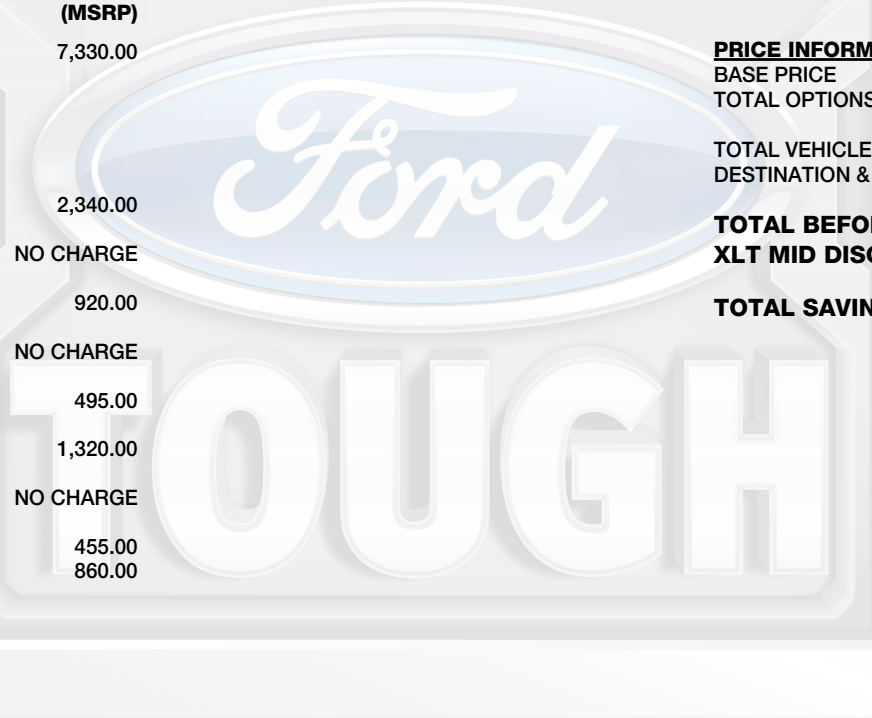 (MSRP)
7,330.00
2,340.00
NO CHARGE
920.00
NO CHARGE
495.00
1,320.00
NO CHARGE
455.00
860.00
PRICE INFORM
BASE PRICE
TOTAL OPTIONS
TOTAL VEHICLE
DESTINATION &
TOTAL BEFO
XLT MID DISC
TOTAL SAVIN
Ford
TOUGH